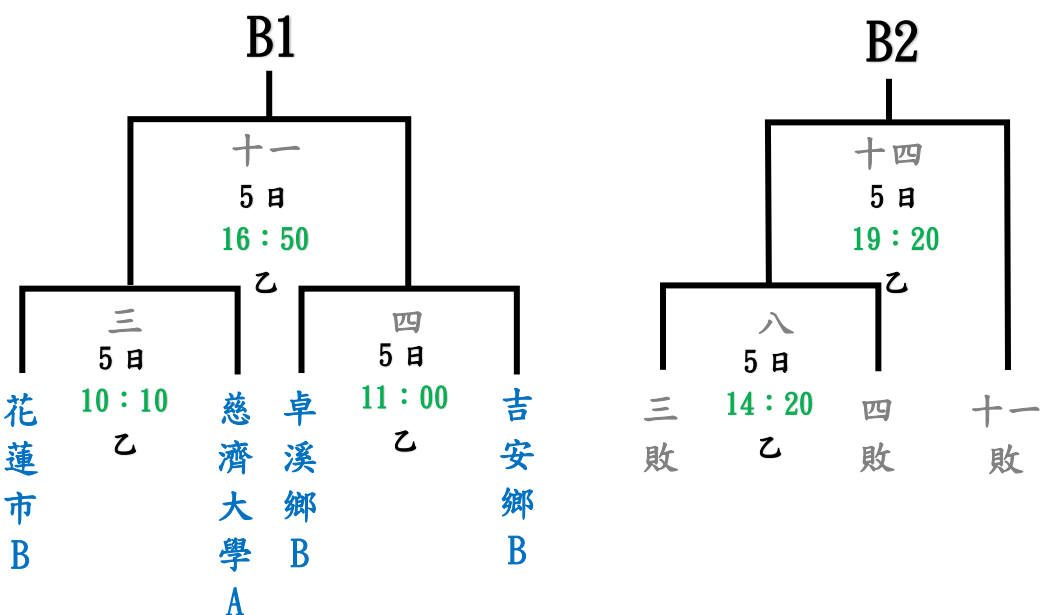 B1
十一
5日
16：50
乙
三
5日
10：10
乙
四
5日
11：00
乙
花蓮市B
慈濟大學A
卓溪鄉B
吉安鄉B
B2
十四
5日
19：20
乙
八
5日
14：20
乙
三敗
四敗
十一敗